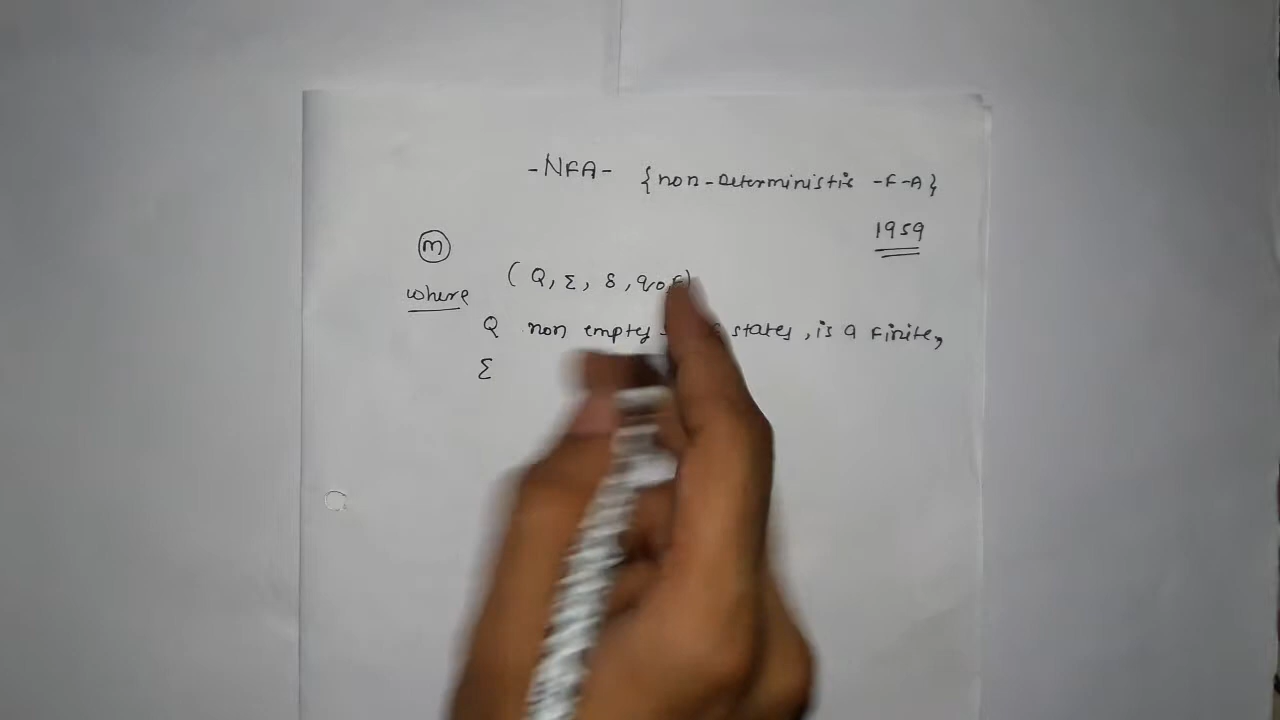 -NFA- {non-Deterministic -F-A}
1959
m
(Q, Σ, δ, q0, F)
where
Q non empty states, is a Finite,
Σ